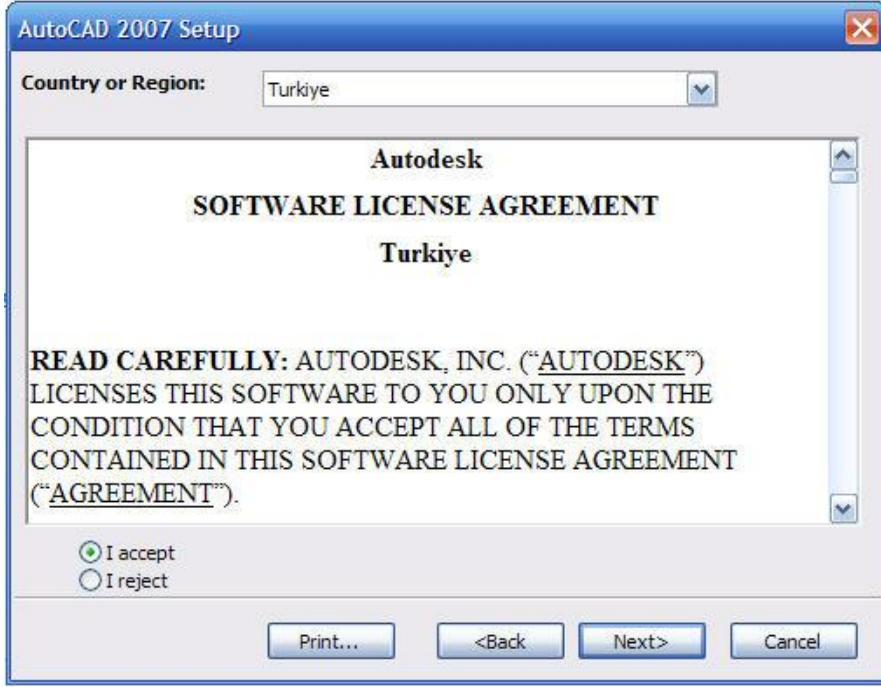 AutoCAD 2007 Setup
Country or Region: Turkiye
Autodesk
SOFTWARE LICENSE AGREEMENT
Turkiye
READ CAREFULLY: AUTODESK, INC. (“AUTODESK”)
LICENSES THIS SOFTWARE TO YOU ONLY UPON THE
CONDITION THAT YOU ACCEPT ALL OF THE TERMS
CONTAINED IN THIS SOFTWARE LICENSE AGREEMENT
(“AGREEMENT”).
I accept
I reject
Print... <Back Next> Cancel